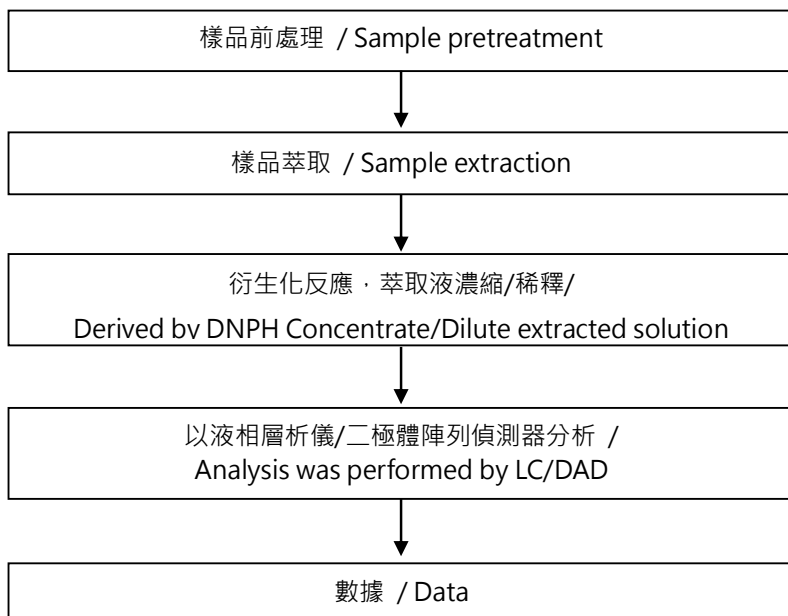 樣品前處理 / Sample pretreatment
樣品萃取 / Sample extraction
衍生化反應，萃取液濃縮/稀釋/
Derived by DNPH Concentrate/Dilute extracted solution
以液相層析儀/二極體陣列偵測器分析 /
Analysis was performed by LC/DAD
數據 / Data